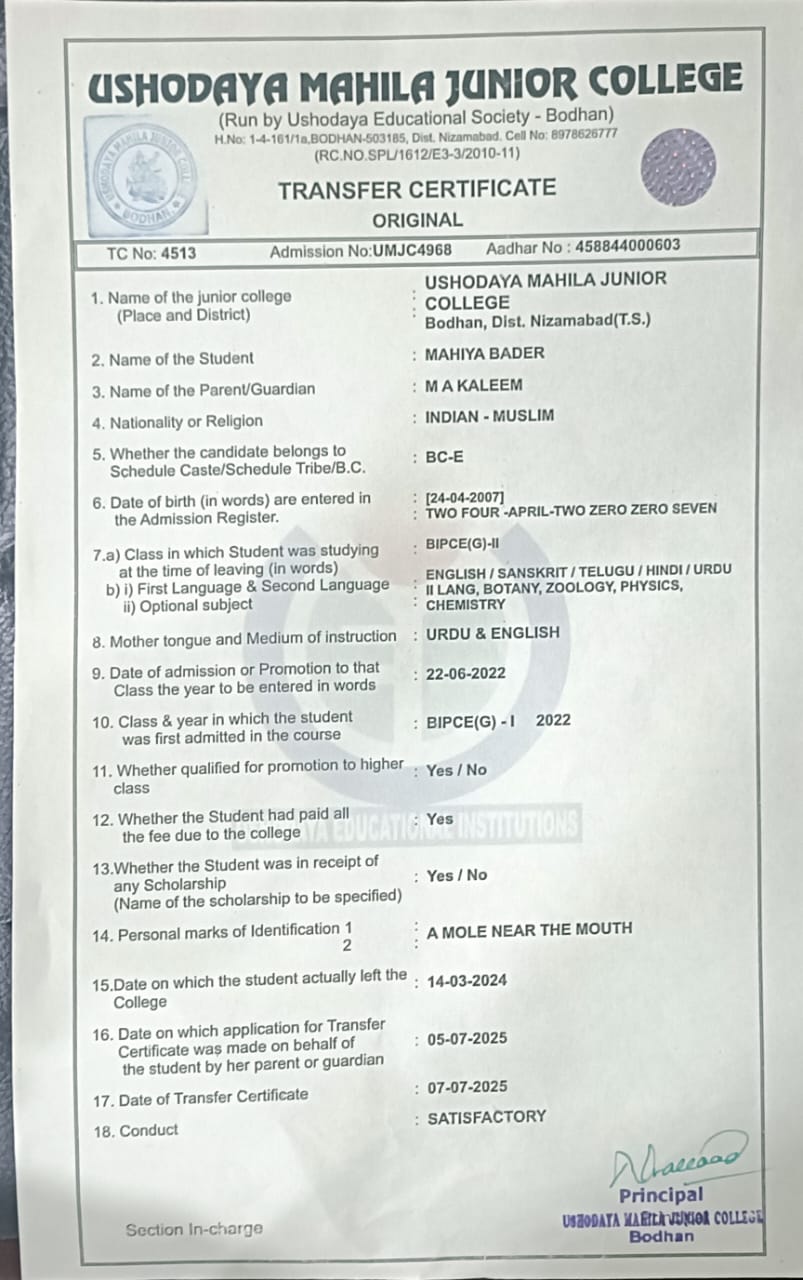 USHODAYA MAHILA JUNIOR COLLEGE
(Run by Ushodaya Educational Society - Bodhan)
H.No: 1-4-161/1a,BODHAN-503185, Dist. Nizamabad. Cell No: 8978626777
(RC.NO.SPL/1612/E3-3/2010-11)
USHODAYA MAHILA JUNIOR COLL
BODHAN.
TRANSFER CERTIFICATE
ORIGINAL
TC No: 4513 Admission No:UMJC4968 Aadhar No : 458844000603
1. Name of the junior college : USHODAYA MAHILA JUNIOR
(Place and District) : COLLEGE
Bodhan, Dist. Nizamabad(T.S.)
2. Name of the Student : MAHIYA BADER
3. Name of the Parent/Guardian : M A KALEEM
4. Nationality or Religion : INDIAN - MUSLIM
5. Whether the candidate belongs to : BC-E
Schedule Caste/Schedule Tribe/B.C.
6. Date of birth (in words) are entered in : [24-04-2007]
the Admission Register. : TWO FOUR -APRIL-TWO ZERO ZERO SEVEN
7.a) Class in which Student was studying : BIPCE(G)-II
at the time of leaving (in words)
b) i) First Language & Second Language : ENGLISH / SANSKRIT / TELUGU / HINDI / URDU
II LANG, BOTANY, ZOOLOGY, PHYSICS,
ii) Optional subject : CHEMISTRY
8. Mother tongue and Medium of instruction : URDU & ENGLISH
9. Date of admission or Promotion to that : 22-06-2022
Class the year to be entered in words
10. Class & year in which the student : BIPCE(G) - I 2022
was first admitted in the course
11. Whether qualified for promotion to higher : Yes / No
class
12. Whether the Student had paid all : Yes
the fee due to the college
USHODAYA EDUCATIONAL INSTITUTIONS
13.Whether the Student was in receipt of : Yes / No
any Scholarship
(Name of the scholarship to be specified)
14. Personal marks of Identification 1 : A MOLE NEAR THE MOUTH
2 :
15.Date on which the student actually left the : 14-03-2024
College
16. Date on which application for Transfer : 05-07-2025
Certificate was made on behalf of
the student by her parent or guardian
17. Date of Transfer Certificate : 07-07-2025
18. Conduct : SATISFACTORY
Principal
USHODAYA MAHILA JUNIOR COLLEGE
Bodhan
Section In-charge